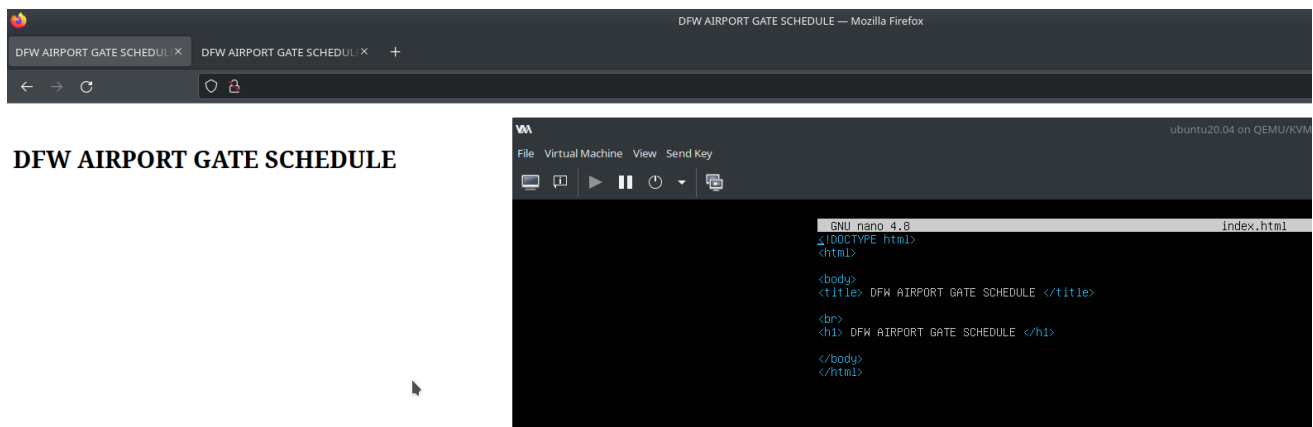 DFW AIRPORT GATE SCHEDULE — Mozilla Firefox
DFW AIRPORT GATE SCHEDUL DFW AIRPORT GATE SCHEDUL
DFW AIRPORT GATE SCHEDULE
ubuntu20.04 on QEMU/KVM
File Virtual Machine View Send Key
GNU nano 4.8 index.html
<!DOCTYPE html>
<html>
<body>
<title> DFW AIRPORT GATE SCHEDULE </title>
<br>
<h1> DFW AIRPORT GATE SCHEDULE </h1>
</body>
</html>